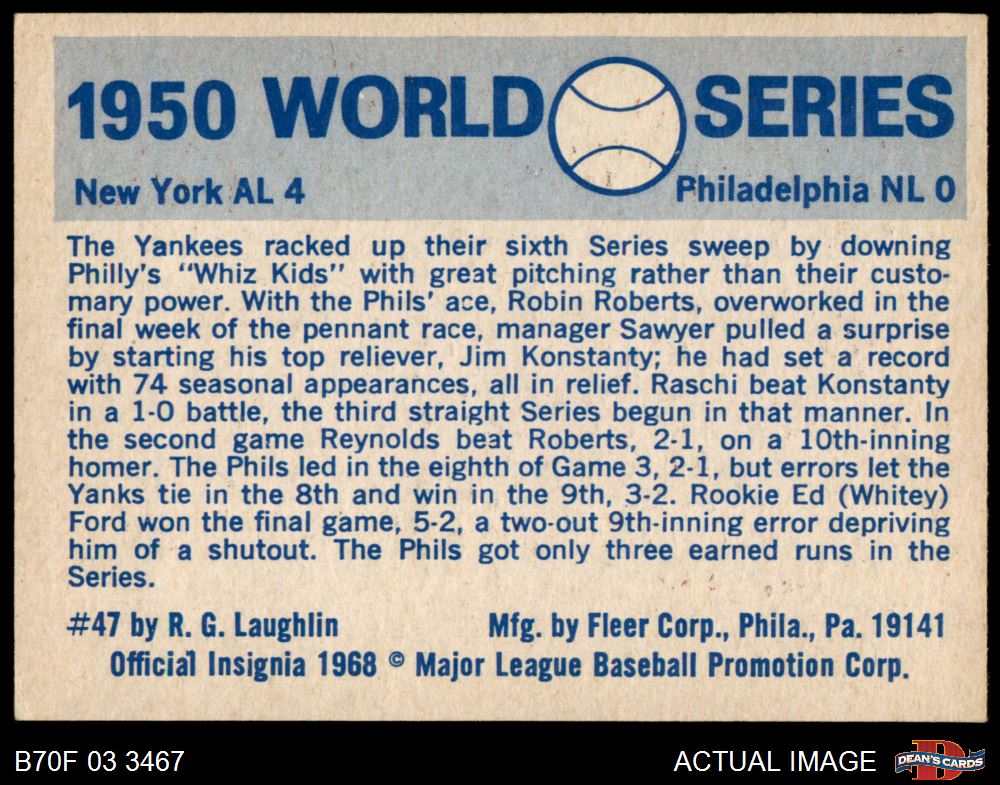 1950 WORLD SERIES
New York AL 4 Philadelphia NL 0
The Yankees racked up their sixth Series sweep by downing
Philly's "Whiz Kids" with great pitching rather than their custo-
mary power. With the Phils' ace, Robin Roberts, overworked in the
final week of the pennant race, manager Sawyer pulled a surprise
by starting his top reliever, Jim Konstanty; he had set a record
with 74 seasonal appearances, all in relief. Raschi beat Konstanty
in a 1-0 battle, the third straight Series begun in that manner. In
the second game Reynolds beat Roberts, 2-1, on a 10th-inning
homer. The Phils led in the eighth of Game 3, 2-1, but errors let the
Yanks tie in the 8th and win in the 9th, 3-2. Rookie Ed (Whitey)
Ford won the final game, 5-2, a two-out 9th-inning error depriving
him of a shutout. The Phils got only three earned runs in the
Series.
#47 by R. G. Laughlin Mfg. by Fleer Corp., Phila., Pa. 19141
Official Insignia 1968 © Major League Baseball Promotion Corp.
B70F 03 3467 ACTUAL IMAGE D DEAN'S CARDS